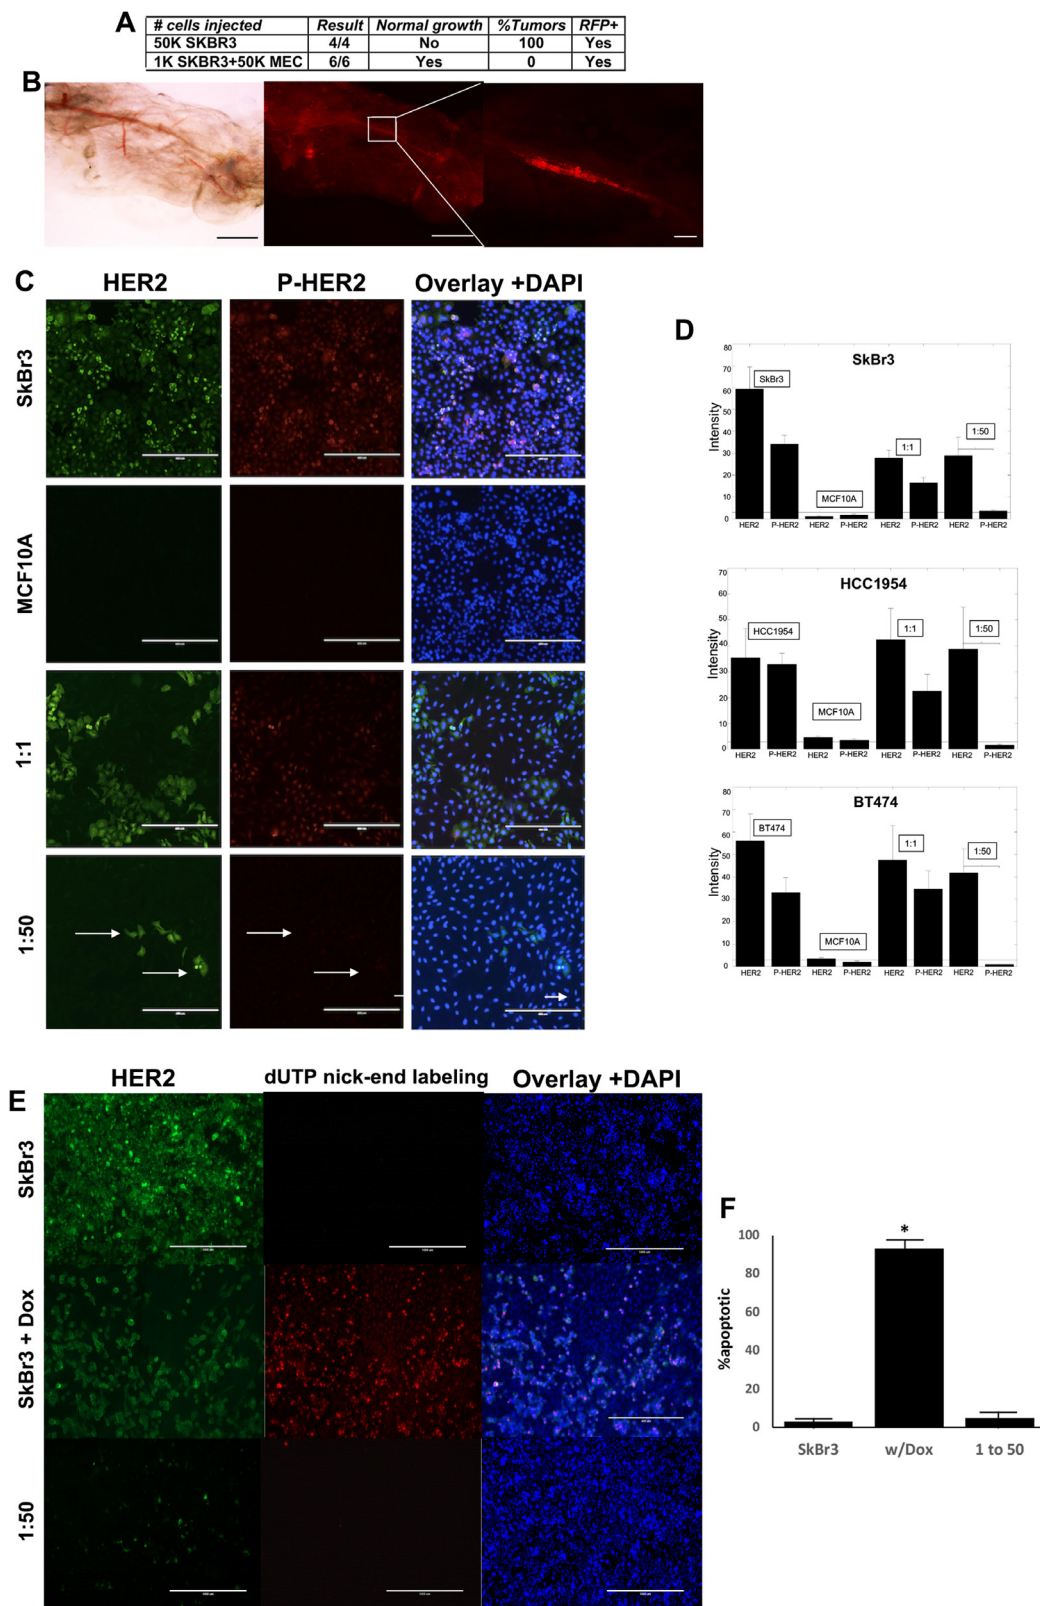 A
# cells injected Result Normal growth %Tumors RFP+
50K SKBR3 4/4 No 100 Yes
1K SKBR3+50K MEC 6/6 Yes 0 Yes
B
C
HER2 P-HER2 Overlay +DAPI
SkBr3
MCF10A
1:1
1:50
D
SkBr3
Intensity
80
70
60
50
40
30
20
10
0
SkBr3
MCF10A
1:1
1:50
HER2 P-HER2 HER2 P-HER2 HER2 P-HER2 HER2 P-HER2
HCC1954
Intensity
70
60
50
40
30
20
10
0
HCC1954
MCF10A
1:1
1:50
HER2 P-HER2 HER2 P-HER2 HER2 P-HER2 HER2 P-HER2
BT474
Intensity
80
70
60
50
40
30
20
10
0
BT474
MCF10A
1:1
1:50
HER2 P-HER2 HER2 P-HER2 HER2 P-HER2 HER2 P-HER2
E
HER2 dUTP nick-end labeling Overlay +DAPI
SkBr3
SkBr3 + Dox
1:50
F
%apoptotic
100
80
60
40
20
0
*
SkBr3 w/Dox 1 to 50